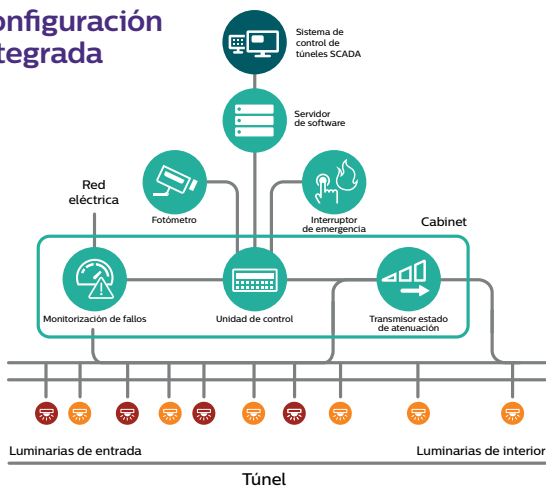 onfiguración
tegrada
Sistema de
control de
túneles SCADA
Servidor
de software
Red
eléctrica
Fotómetro
Interruptor
de emergencia
Cabinet
Monitorización de fallos
Unidad de control
Transmisor estado
de atenuación
Luminarias de entrada
Luminarias de interior
Túnel